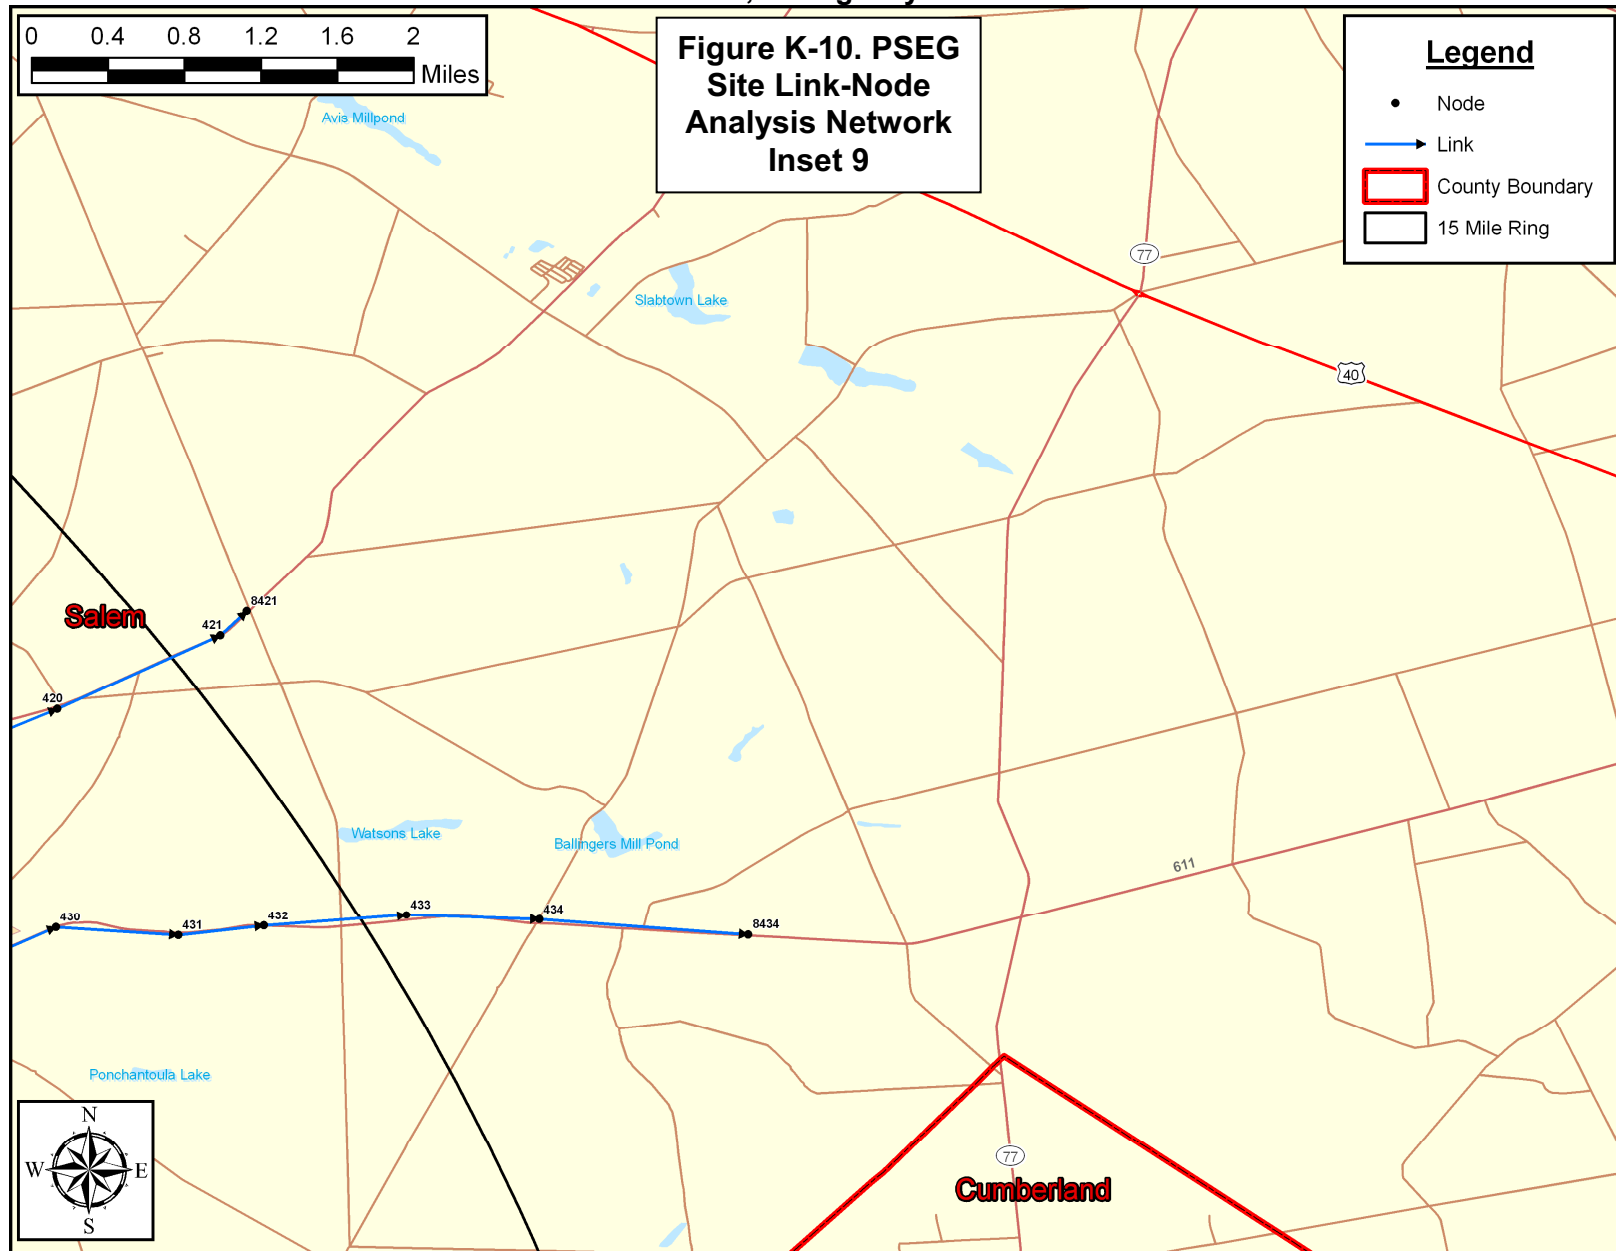 0 0.4 0.8 1.2 1.6 2
Miles
Figure K-10. PSEG
Site Link-Node
Analysis Network
Inset 9
Legend
Node
Link
County Boundary
15 Mile Ring
Avis Millpond
77
Slabtown Lake
40
8421
Salem
421
420
Watsons Lake
Ballingers Mill Pond
611
430
431
432
433
434
8434
Ponchantoula Lake
N
W E
S
77
Cumberland